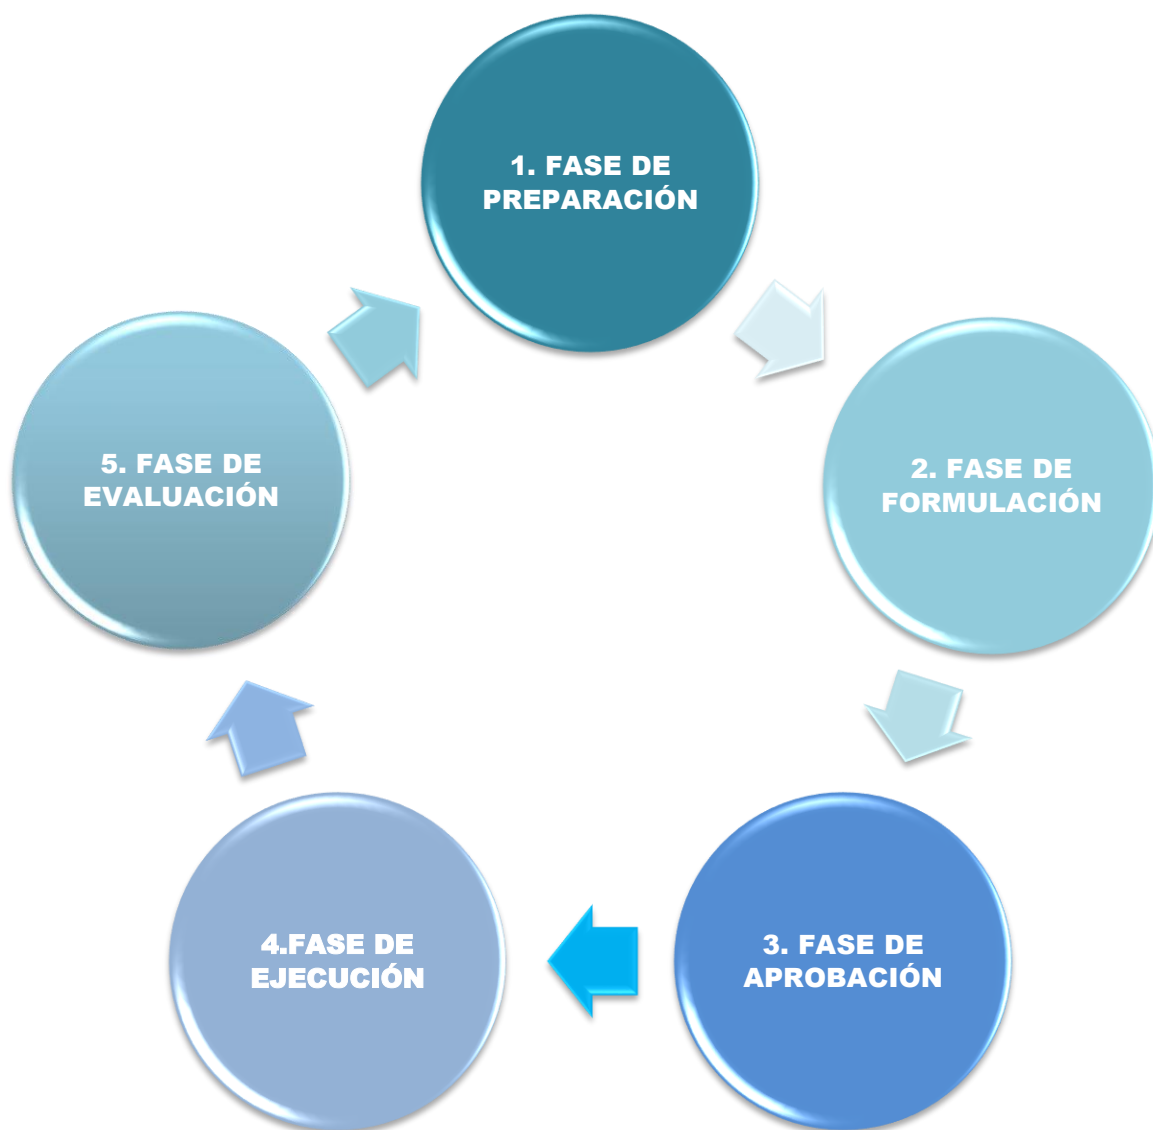 1. FASE DE
PREPARACIÓN
2. FASE DE
FORMULACIÓN
3. FASE DE
APROBACIÓN
4.FASE DE
EJECUCIÓN
5. FASE DE
EVALUACIÓN